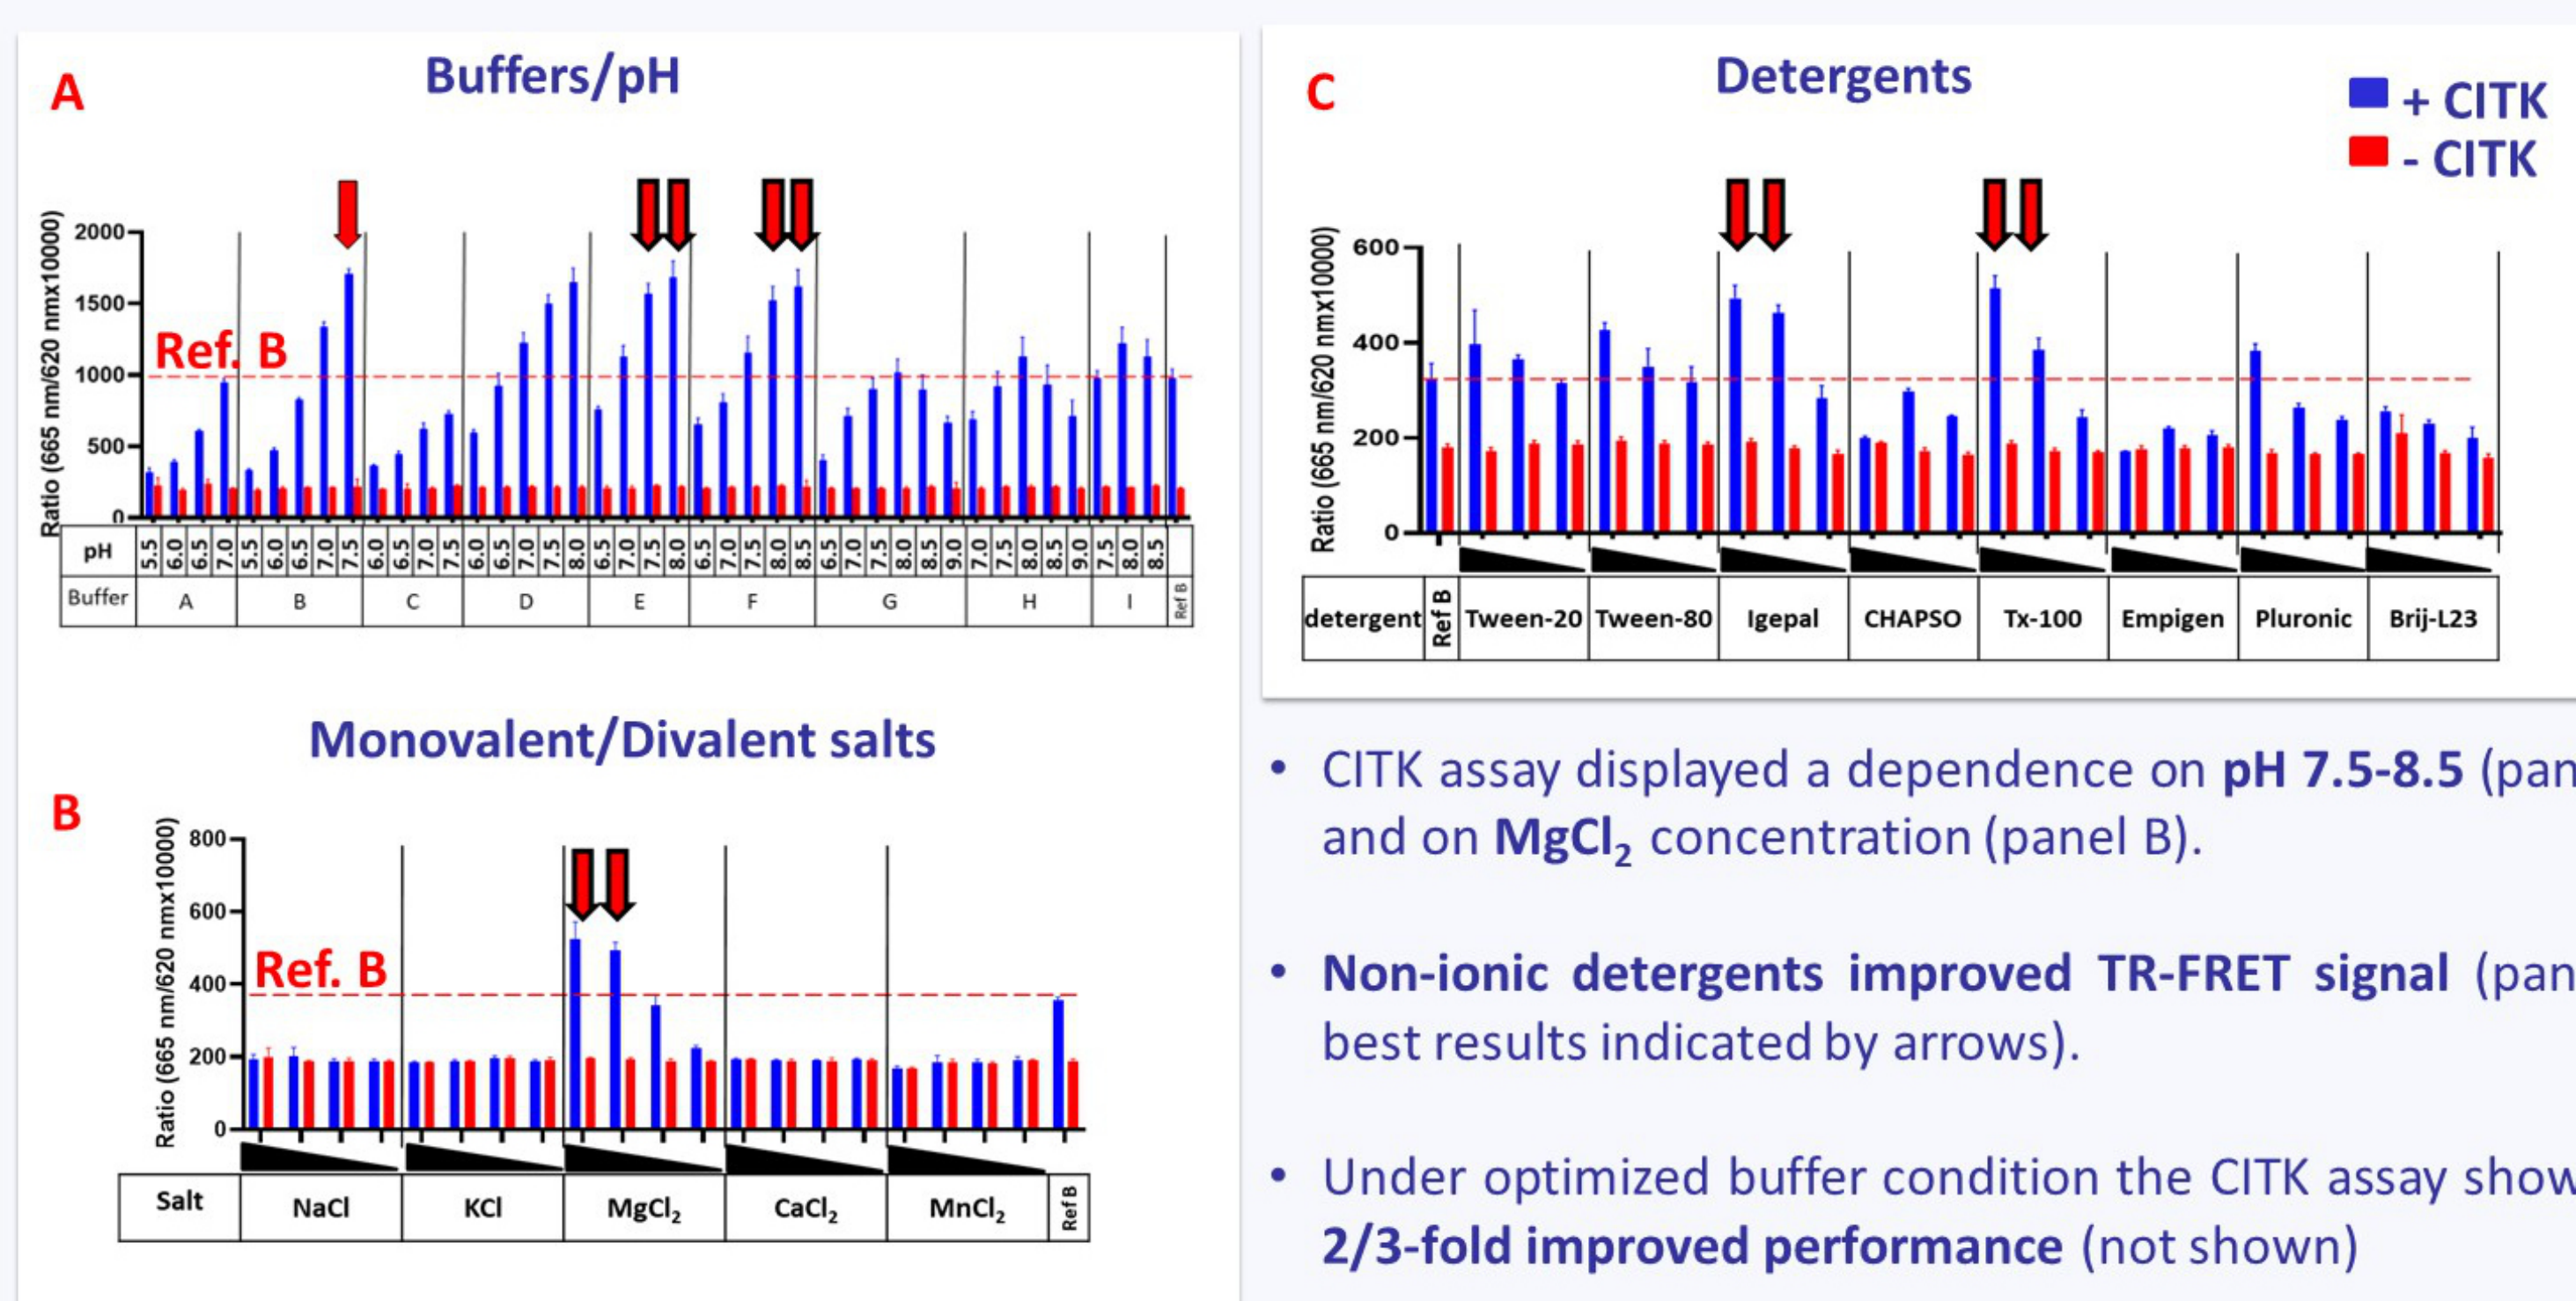 A
Buffers/pH
Ratio (665 nm/620 nmx10000)
2000
1500
1000
500
0
Ref. B
pH
5.5 6.0 6.5 7.0 5.5 6.0 6.5 7.0 7.5 6.0 6.5 7.0 7.5 6.0 6.5 7.0 7.5 8.0 6.5 7.0 7.5 8.0 6.5 7.0 7.5 8.0 8.5 6.5 7.0 7.5 8.0 8.5 9.0 7.0 7.5 8.0 8.5 9.0 7.5 8.0 8.5
Buffer A B C D E F G H I Ref B
Monovalent/Divalent salts
B
Ratio (665 nm/620 nmx10000)
800
600
400
200
0
Ref. B
Salt NaCl KCl MgCl₂ CaCl₂ MnCl₂ Ref B
C
Detergents
+ CITK
- CITK
Ratio (665 nm/620 nmx10000)
600
400
200
0
detergent Ref B Tween-20 Tween-80 Igepal CHAPSO Tx-100 Empigen Pluronic Brij-L23
• CITK assay displayed a dependence on pH 7.5-8.5 (pan
and on MgCl₂ concentration (panel B).
• Non-ionic detergents improved TR-FRET signal (pan
best results indicated by arrows).
• Under optimized buffer condition the CITK assay show
2/3-fold improved performance (not shown)